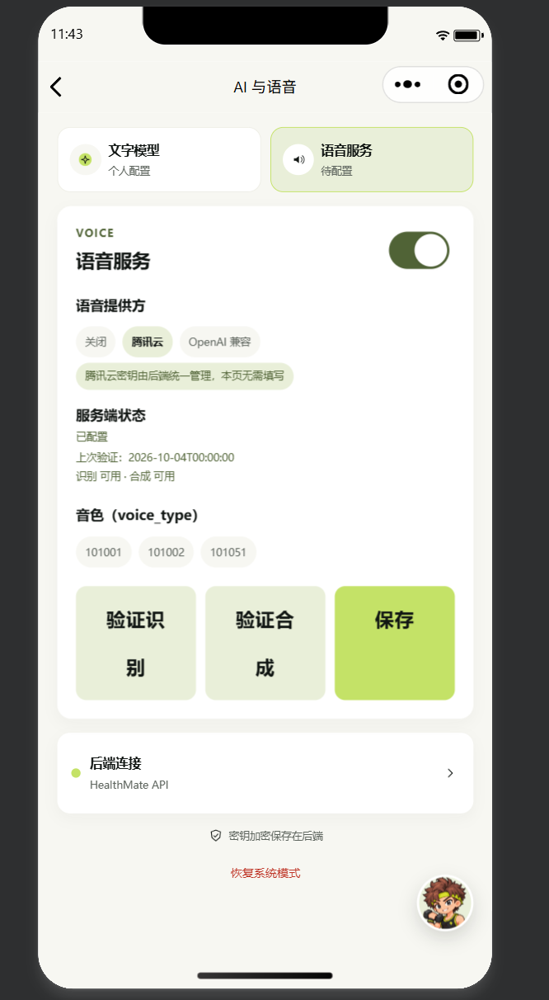 11:43
AI 与语音
文字模型
个人配置
语音服务
待配置
VOICE
语音服务
语音提供方
关闭
腾讯云
OpenAI 兼容
腾讯云密钥由后端统一管理，本页无需填写
服务端状态
已配置
上次验证：2026-10-04T00:00:00
识别 可用 · 合成 可用
音色（voice_type）
101001
101002
101051
验证识
别
验证合
成
保存
后端连接
HealthMate API
密钥加密保存在后端
恢复系统模式